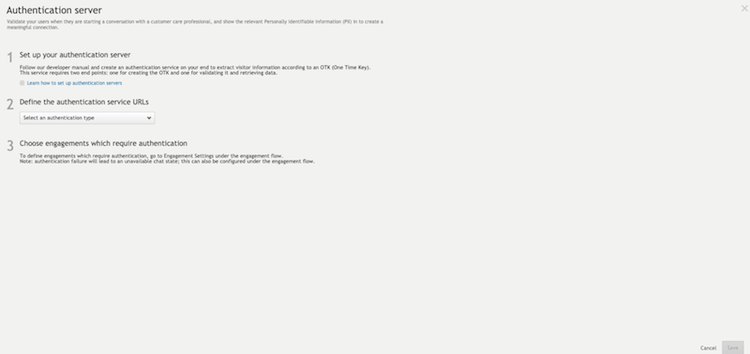 Authentication server
Validate your users when they are starting a conversation with a customer care professional, and show the relevant Personally Identifiable Information (PII) in to create a
meaningful connection.
1 Set up your authentication server
Follow our developer manual and create an authentication service on your end to extract visitor information according to an OTK (One Time Key).
This service requires two end points: one for creating the OTK and one for validating it and retrieving data.
Learn how to set up authentication servers
2 Define the authentication service URLs
Select an authentication type
3 Choose engagements which require authentication
To define engagements which require authentication, go to Engagement Settings under the engagement flow.
Note: authentication failure will lead to an unavailable chat state; this can also be configured under the engagement flow.
Cancel Save